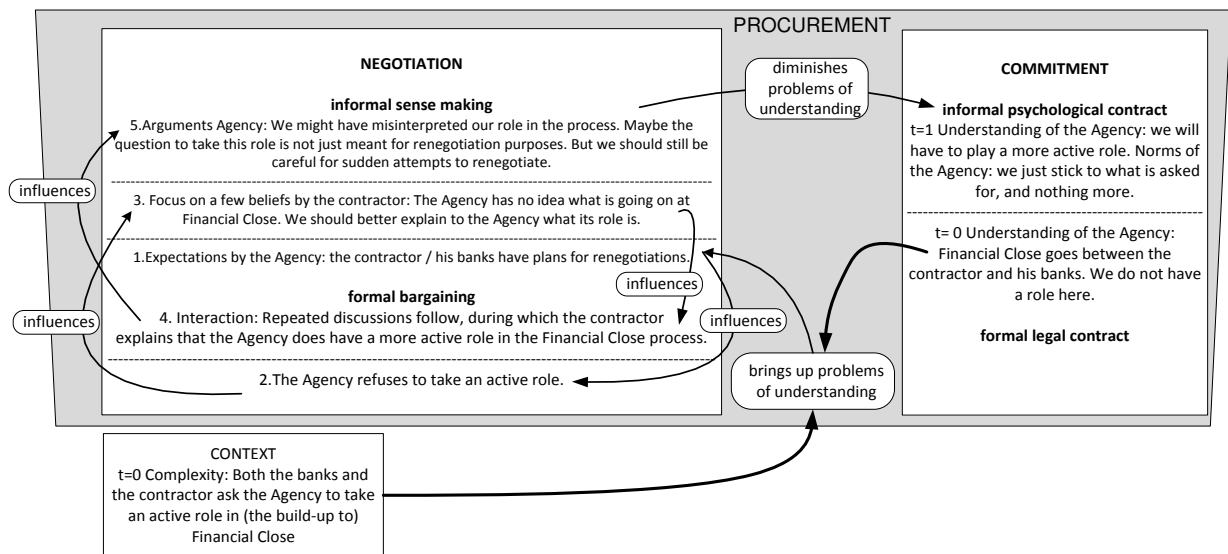 PROCUREMENT
NEGOTIATION
informal sense making
5.Arguments Agency: We might have misinterpreted our role in the process. Maybe the
question to take this role is not just meant for renegotiation purposes. But we should still be
careful for sudden attempts to renegotiate.
3. Focus on a few beliefs by the contractor: The Agency has no idea what is going on at
Financial Close. We should better explain to the Agency what its role is.
1.Expectations by the Agency: the contractor / his banks have plans for renegotiations.
formal bargaining
4. Interaction: Repeated discussions follow, during which the contractor
explains that the Agency does have a more active role in the Financial Close process.
2.The Agency refuses to take an active role.
influences
influences
influences
influences
diminishes
problems of
understanding
brings up problems
of understanding
COMMITMENT
informal psychological contract
t=1 Understanding of the Agency: we will
have to play a more active role. Norms of
the Agency: we just stick to what is asked
for, and nothing more.
t= 0 Understanding of the Agency:
Financial Close goes between the
contractor and his banks. We do not have
a role here.
formal legal contract
CONTEXT
t=0 Complexity: Both the banks and
the contractor ask the Agency to take
an active role in (the build-up to)
Financial Close